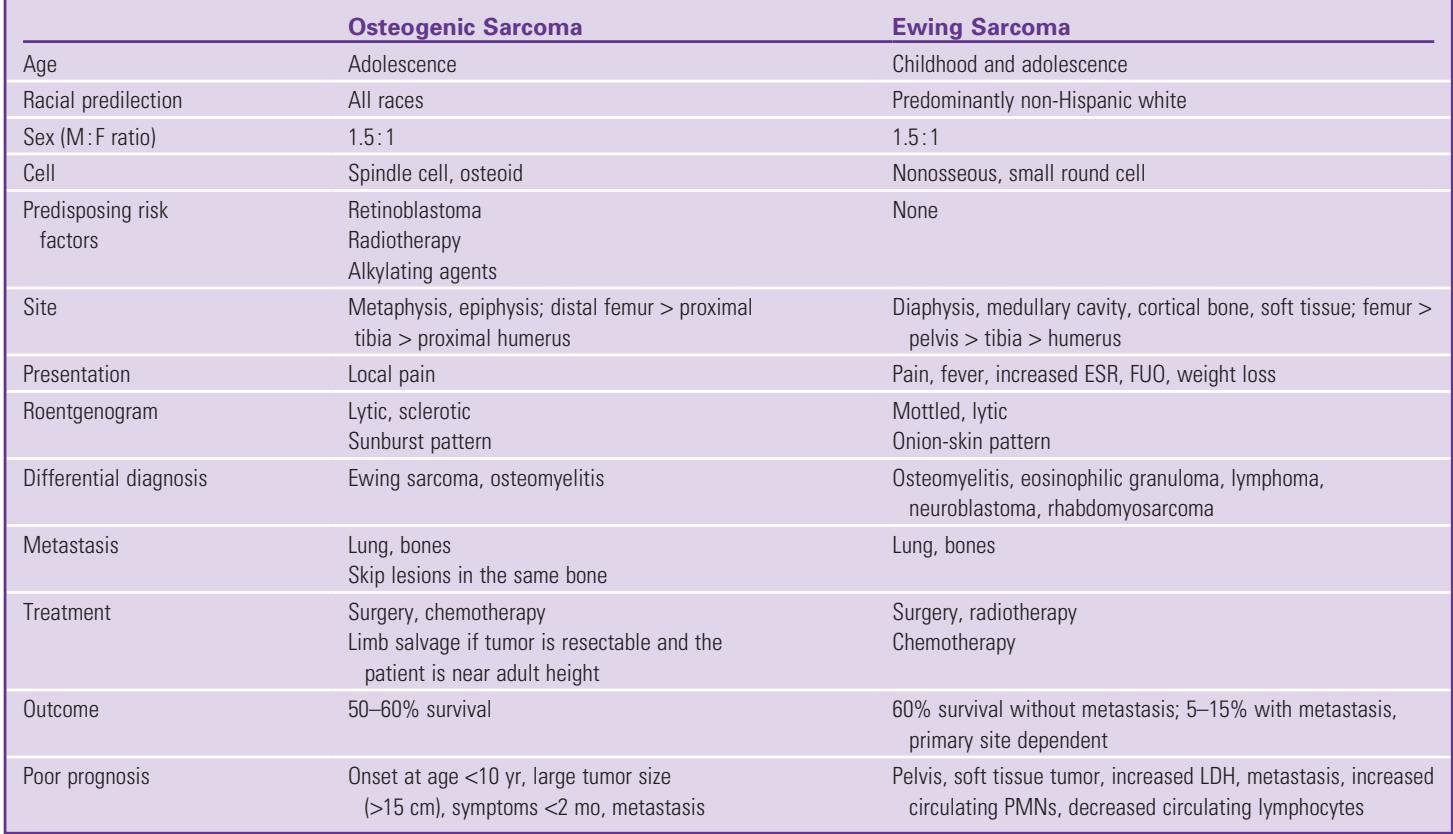 Osteogenic Sarcoma Ewing Sarcoma
Age Adolescence Childhood and adolescence
Racial predilection All races Predominantly non-Hispanic white
Sex (M:F ratio) 1.5:1 1.5:1
Cell Spindle cell, osteoid Nonosseous, small round cell
Predisposing risk Retinoblastoma None
factors Radiotherapy
Alkylating agents
Site Metaphysis, epiphysis; distal femur > proximal Diaphysis, medullary cavity, cortical bone, soft tissue; femur >
tibia > proximal humerus pelvis > tibia > humerus
Presentation Local pain Pain, fever, increased ESR, FUO, weight loss
Roentgenogram Lytic, sclerotic Mottled, lytic
Sunburst pattern Onion-skin pattern
Differential diagnosis Ewing sarcoma, osteomyelitis Osteomyelitis, eosinophilic granuloma, lymphoma,
neuroblastoma, rhabdomyosarcoma
Metastasis Lung, bones Lung, bones
Skip lesions in the same bone
Treatment Surgery, chemotherapy Surgery, radiotherapy
Limb salvage if tumor is resectable and the Chemotherapy
patient is near adult height
Outcome 50–60% survival 60% survival without metastasis; 5–15% with metastasis,
primary site dependent
Poor prognosis Onset at age <10 yr, large tumor size Pelvis, soft tissue tumor, increased LDH, metastasis, increased
(>15 cm), symptoms <2 mo, metastasis circulating PMNs, decreased circulating lymphocytes